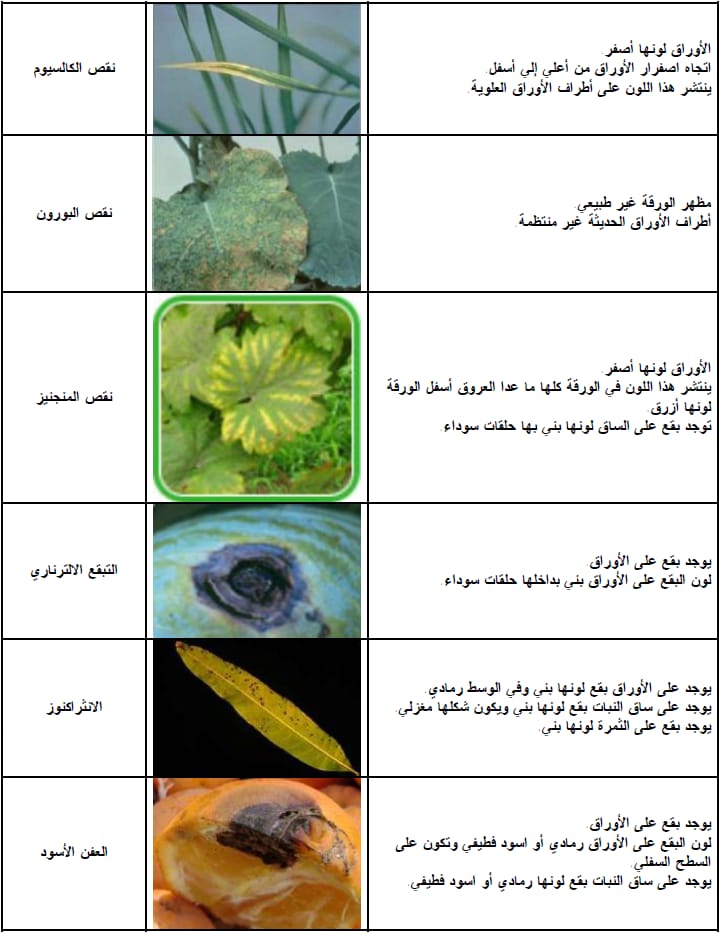 الأوراق لونها أصفر.
اتجاه اصفرار الأوراق من أعلي إلي أسفل.
ينتشر هذا اللون على أطراف الأوراق العلوية.
نقص الكالسيوم
مظهر الورقة غير طبيعي.
أطراف الأوراق الحديثة غير منتظمة.
نقص البورون
الأوراق لونها أصفر.
ينتشر هذا اللون في الورقة كلها ما عدا العروق أسفل الورقة
لونها أزرق.
توجد بقع على الساق لونها بني بها حلقات سوداء.
نقص المنجنيز
يوجد بقع على الأوراق.
لون البقع على الأوراق بني بداخلها حلقات سوداء.
التبقع الالترناري
يوجد على الأوراق بقع لونها بني وفي الوسط رمادي.
يوجد على ساق النبات بقع لونها بني ويكون شكلها مغزلي.
يوجد بقع على الثمرة لونها بني.
الانثراكنوز
يوجد بقع على الأوراق.
لون البقع على الأوراق رمادي أو اسود قطيفي وتكون على
السطح السفلي.
يوجد على ساق النبات بقع لونها رمادي أو اسود قطيفي.
العفن الأسود